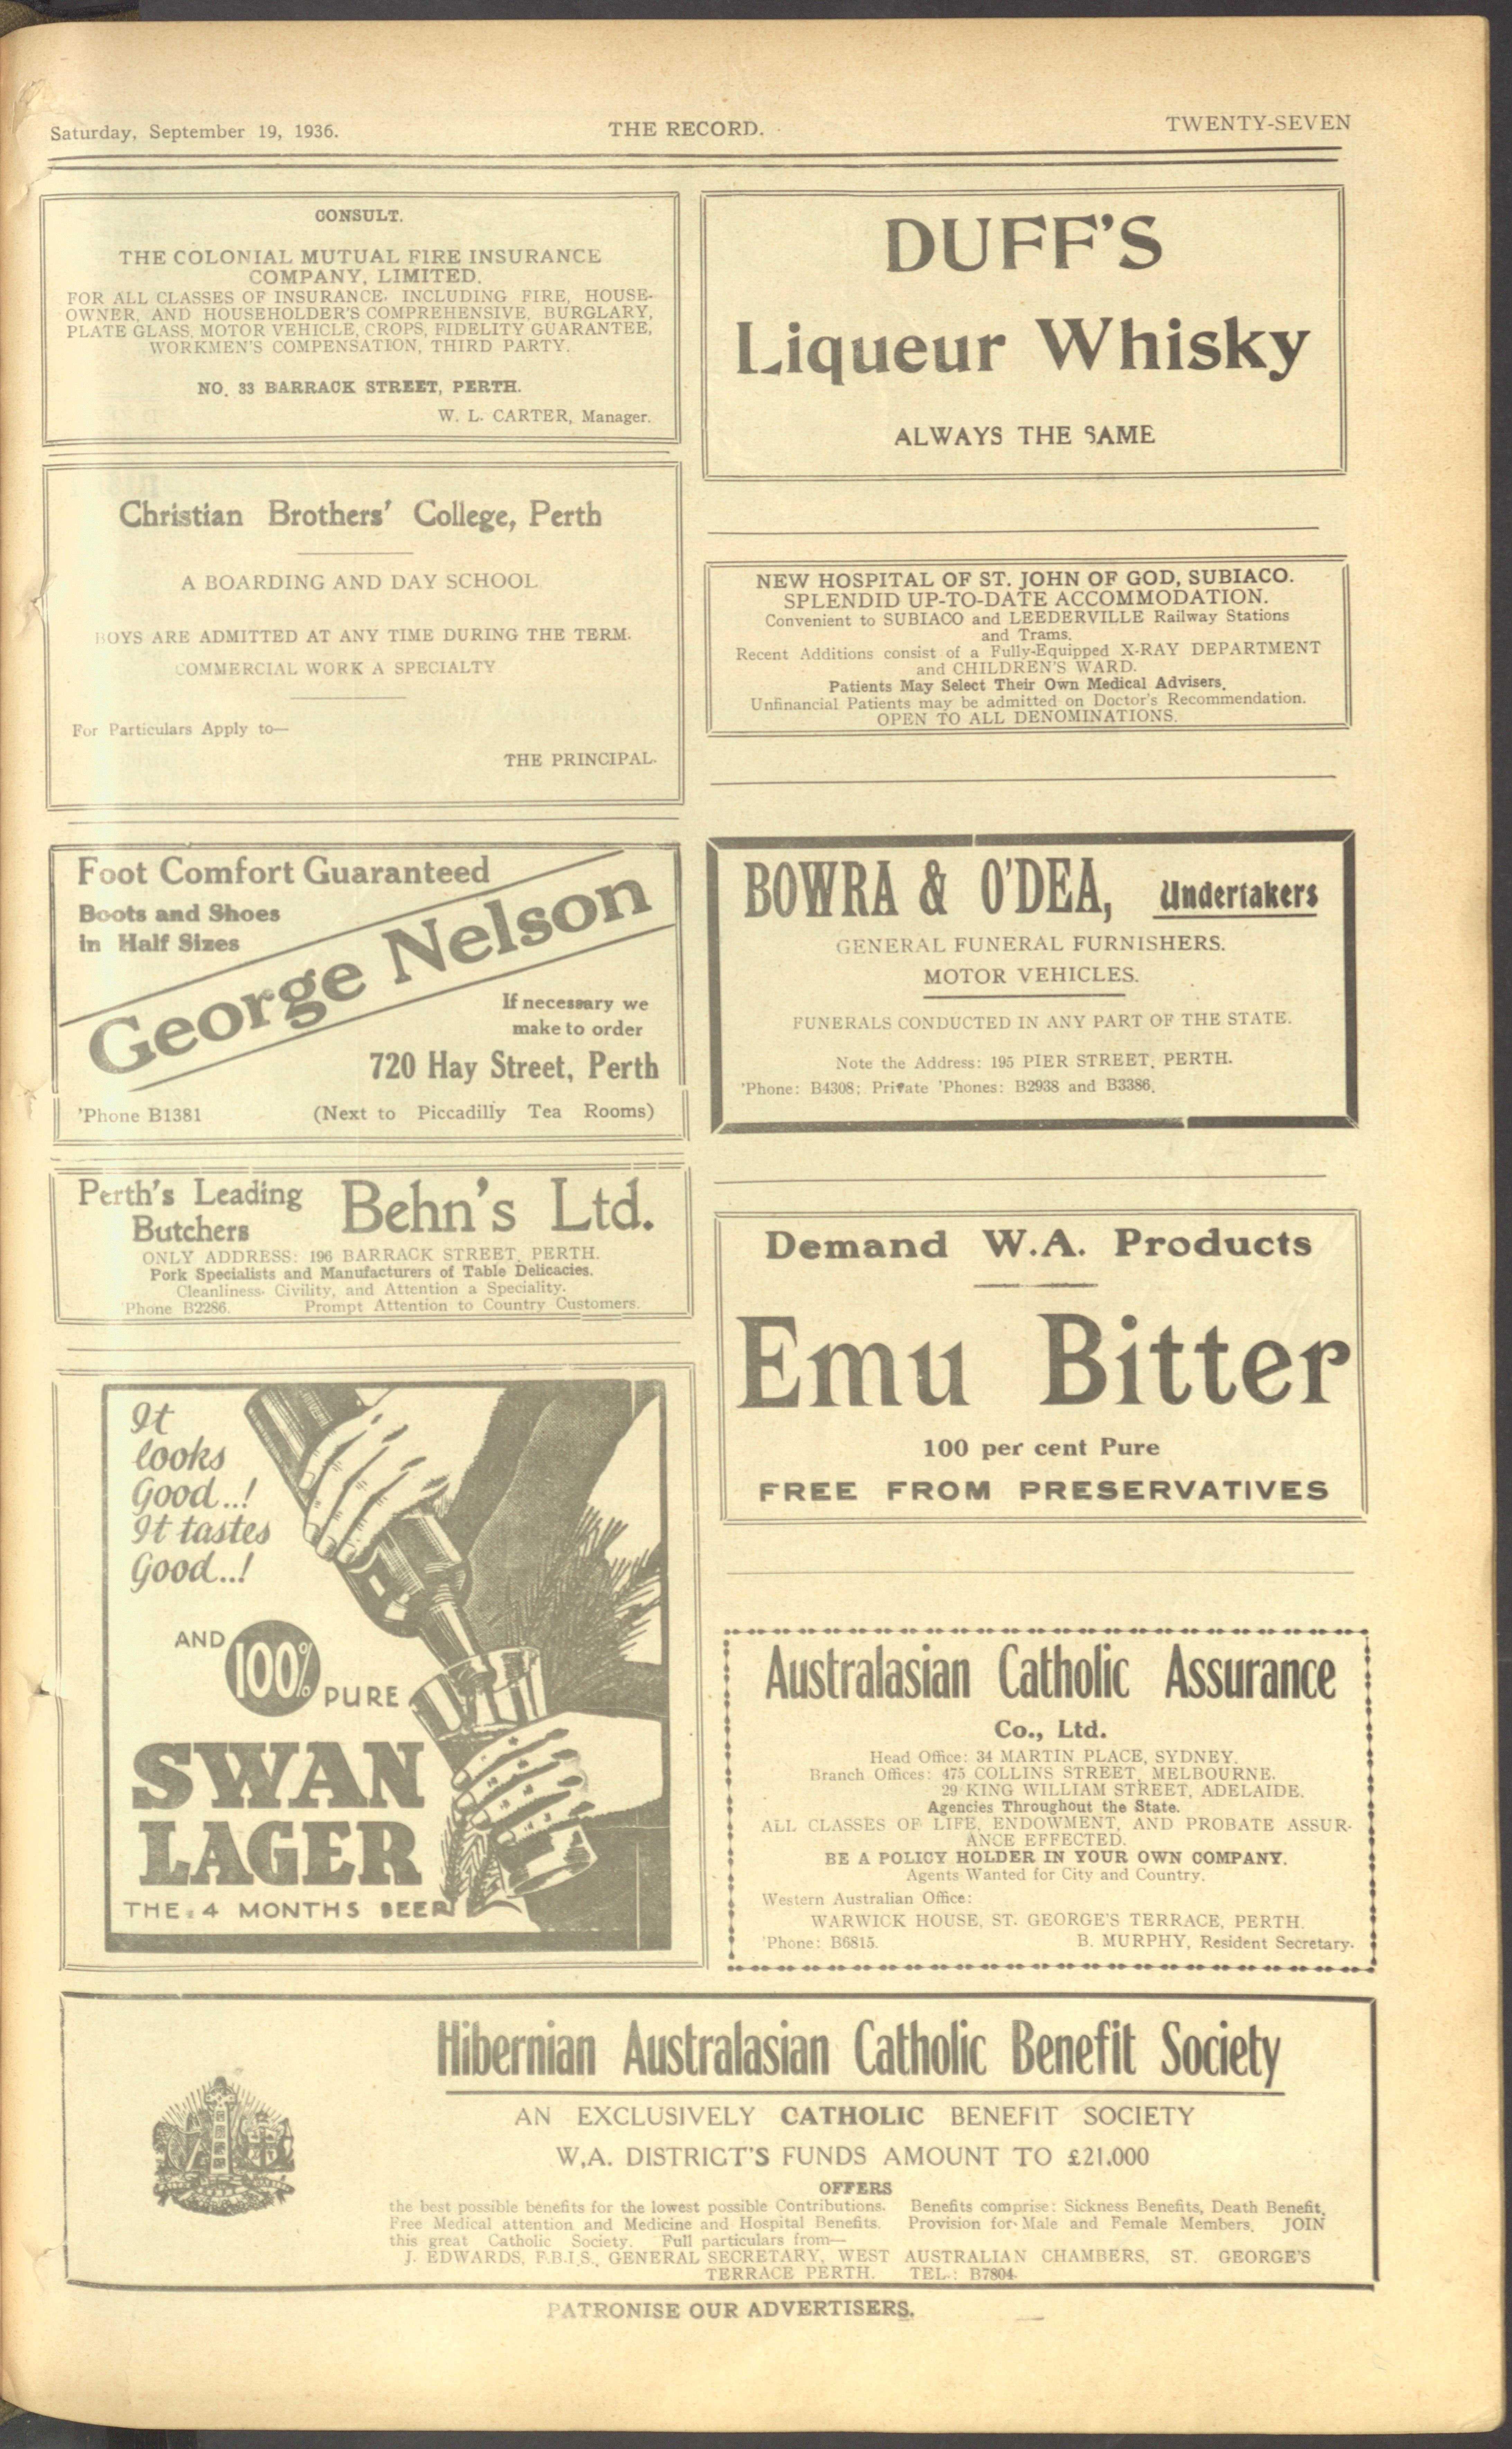 Saturday, September 19, 1936.
THE RECORD.
TWENTY-SEVEN
CONSULT.
THE COLONIAL MUTUAL FIRE INSURANCE
COMPANY, LIMITED.
FOR ALL CLASSES OF INSURANCE. INCLUDING FIRE, HOUSE-
OWNER, AND HOUSEHOLDER'S COMPREHENSIVE, BURGLARY,
PLATE GLASS, MOTOR VEHICLE, CROPS, FIDELITY GUARANTEE,
WORKMEN'S COMPENSATION, THIRD PARTY.
NO. 33 BARRACK STREET, PERTH.
W. L. CARTER, Manager.
Christian Brothers' College, Perth
A BOARDING AND DAY SCHOOL
BOYS ARE ADMITTED AT ANY TIME DURING THE TERM.
COMMERCIAL WORK A SPECIALTY
For Particulars Apply to—
THE PRINCIPAL.
Foot Comfort Guaranteed
Boots and Shoes
in Half Sizes
George Nelson
If necessary we
make to order
720 Hay Street, Perth
'Phone B1381 (Next to Piccadilly Tea Rooms)
Perth's Leading
Butchers
Behn's Ltd.
ONLY ADDRESS: 196 BARRACK STREET, PERTH.
Pork Specialists and Manufacturers of Table Delicacies.
Cleanliness. Civility, and Attention a Speciality.
Phone B2286. Prompt Attention to Country Customers.
It
looks
Good..!
It tastes
Good..!
AND 100% PURE
SWAN
LAGER
THE 4 MONTHS BEER
DUFF'S
Liqueur Whisky
ALWAYS THE SAME
NEW HOSPITAL OF ST. JOHN OF GOD, SUBIACO.
SPLENDID UP-TO-DATE ACCOMMODATION.
Convenient to SUBIACO and LEEDERVILLE Railway Stations
and Trams.
Recent Additions consist of a Fully-Equipped X-RAY DEPARTMENT
and CHILDREN'S WARD.
Patients May Select Their Own Medical Advisers.
Unfinancial Patients may be admitted on Doctor's Recommendation.
OPEN TO ALL DENOMINATIONS.
BOWRA & O'DEA, Undertakers
GENERAL FUNERAL FURNISHERS.
MOTOR VEHICLES.
FUNERALS CONDUCTED IN ANY PART OF THE STATE.
Note the Address: 195 PIER STREET, PERTH.
'Phone: B4308; Private 'Phones: B2938 and B3386.
Demand W.A. Products
Emu Bitter
100 per cent Pure
FREE FROM PRESERVATIVES
Australasian Catholic Assurance
Co., Ltd.
Head Office: 34 MARTIN PLACE, SYDNEY.
Branch Offices: 475 COLLINS STREET, MELBOURNE.
29 KING WILLIAM STREET, ADELAIDE.
Agencies Throughout the State.
ALL CLASSES OF LIFE, ENDOWMENT, AND PROBATE ASSUR-
ANCE EFFECTED.
BE A POLICY HOLDER IN YOUR OWN COMPANY.
Agents Wanted for City and Country.
Western Australian Office:
WARWICK HOUSE, ST. GEORGE'S TERRACE, PERTH.
'Phone: B6815. B. MURPHY, Resident Secretary.
Hibernian Australasian Catholic Benefit Society
AN EXCLUSIVELY CATHOLIC BENEFIT SOCIETY
W.A. DISTRICT'S FUNDS AMOUNT TO £21,000
OFFERS
the best possible benefits for the lowest possible Contributions. Benefits comprise: Sickness Benefits, Death Benefit,
Free Medical attention and Medicine and Hospital Benefits. Provision for Male and Female Members. JOIN
this great Catholic Society. Full particulars from—
J. EDWARDS, F.B.I.S., GENERAL SECRETARY, WEST AUSTRALIAN CHAMBERS, ST. GEORGE'S
TERRACE PERTH. TEL.: B7804.
PATRONISE OUR ADVERTISERS.